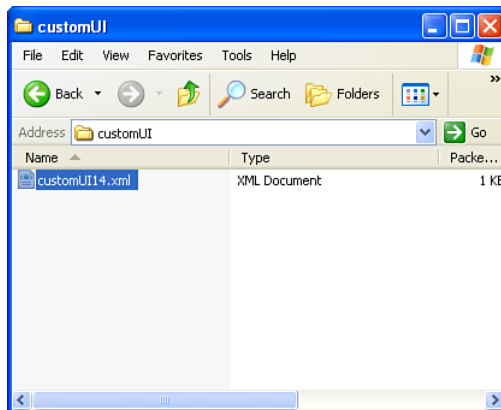 customUI
File Edit View Favorites Tools Help
Back Search Folders »
Address customUI Go
Name Type Packe...
customUI14.xml XML Document 1 KB